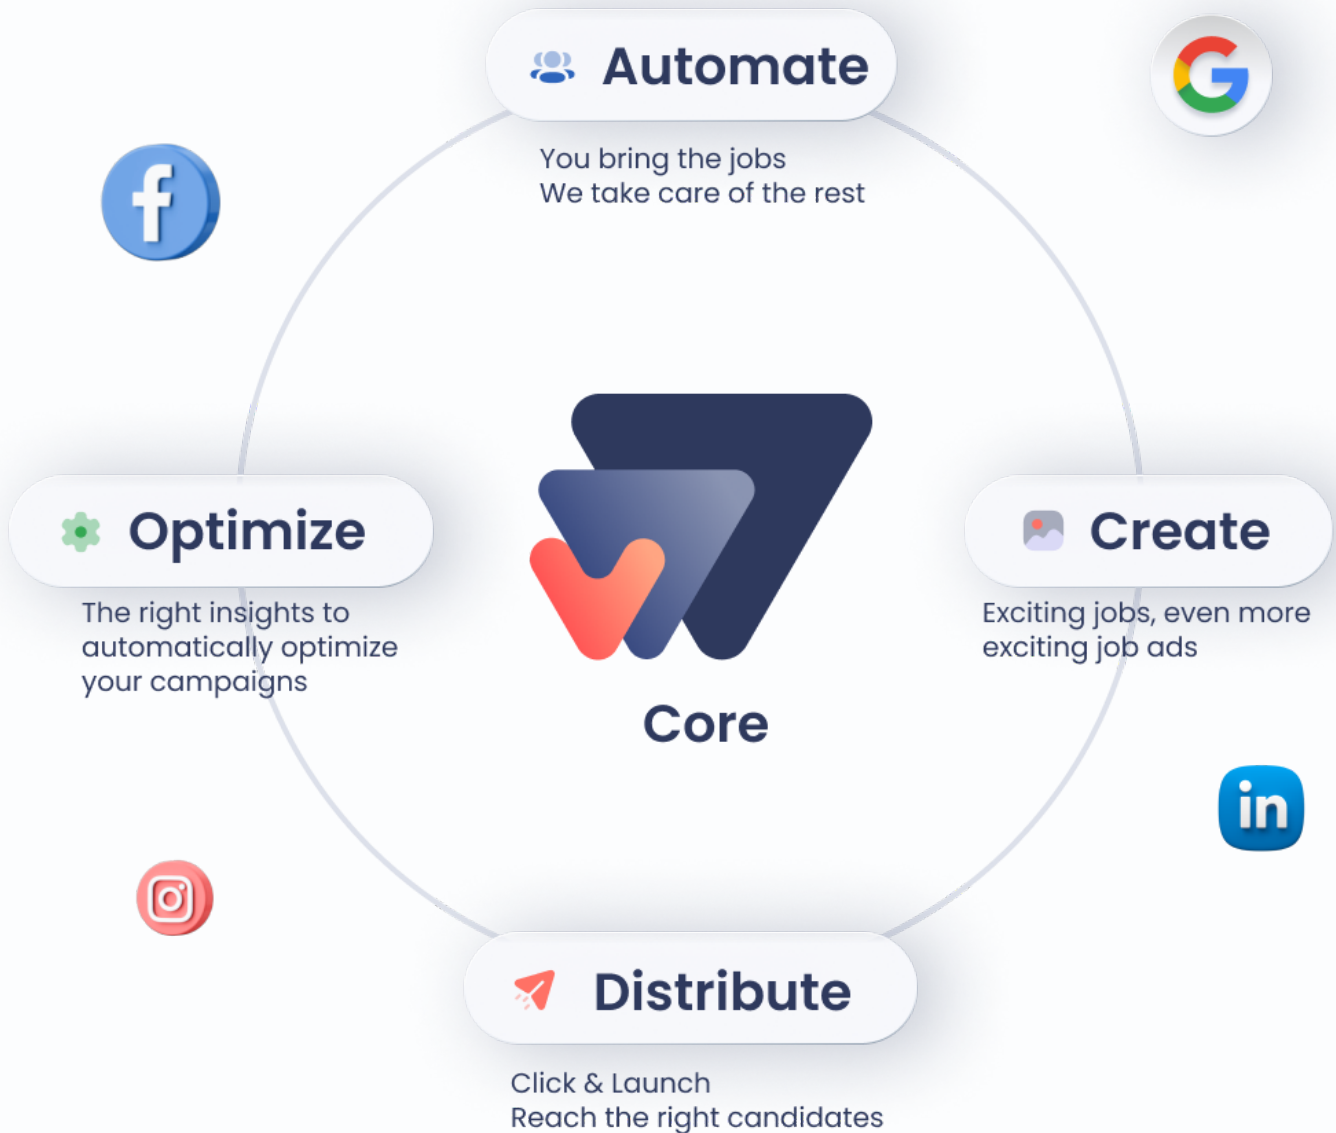 Automate
You bring the jobs
We take care of the rest
f
Optimize
The right insights to
automatically optimize
your campaigns
Core
Create
Exciting jobs, even more
exciting job ads
in
Distribute
Click & Launch
Reach the right candidates